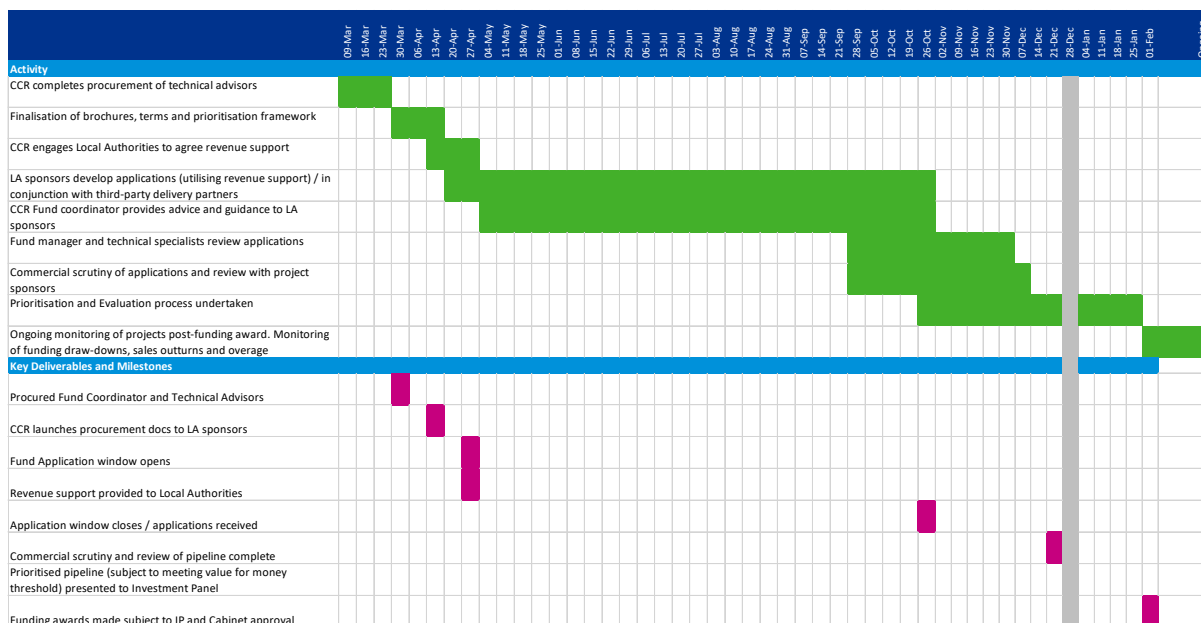 09-Mar
16-Mar
23-Mar
30-Mar
06-Apr
13-Apr
20-Apr
27-Apr
04-May
11-May
18-May
25-May
01-Jun
08-Jun
15-Jun
22-Jun
29-Jun
06-Jul
13-Jul
20-Jul
27-Jul
03-Aug
10-Aug
17-Aug
24-Aug
31-Aug
07-Sep
14-Sep
21-Sep
28-Sep
05-Oct
12-Oct
19-Oct
26-Oct
02-Nov
09-Nov
16-Nov
23-Nov
30-Nov
07-Dec
14-Dec
21-Dec
28-Dec
04-Jan
11-Jan
18-Jan
25-Jan
01-Feb
Activity
CCR completes procurement of technical advisors
Finalisation of brochures, terms and prioritisation framework
CCR engages Local Authorities to agree revenue support
LA sponsors develop applications (utilising revenue support) / in
conjunction with third-party delivery partners
CCR Fund coordinator provides advice and guidance to LA
sponsors
Fund manager and technical specialists review applications
Commercial scrutiny of applications and review with project
sponsors
Prioritisation and Evaluation process undertaken
Ongoing monitoring of projects post-funding award. Monitoring
of funding draw-downs, sales outturns and overage
Key Deliverables and Milestones
Procured Fund Coordinator and Technical Advisors
CCR launches procurement docs to LA sponsors
Fund Application window opens
Revenue support provided to Local Authorities
Application window closes / applications received
Commercial scrutiny and review of pipeline complete
Prioritised pipeline (subject to meeting value for money
threshold) presented to Investment Panel
Funding awards made subject to IP and Cabinet approval